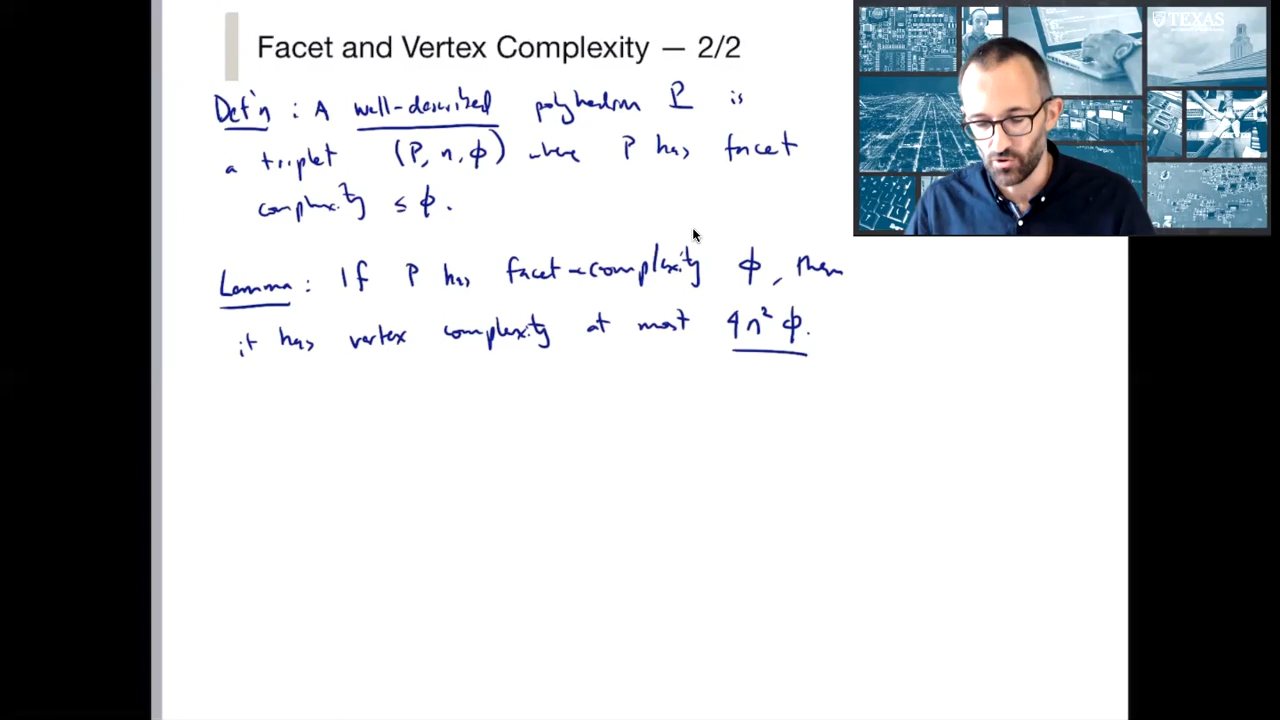 Facet and Vertex Complexity — 2/2
TEXAS
Def'n : A well-described polyhedron P is
a triplet (P, n, ϕ) where P has facet
complexity ≤ ϕ.
Lemma : If P has facet-complexity ϕ, then
it has vertex complexity at most 4n² ϕ.